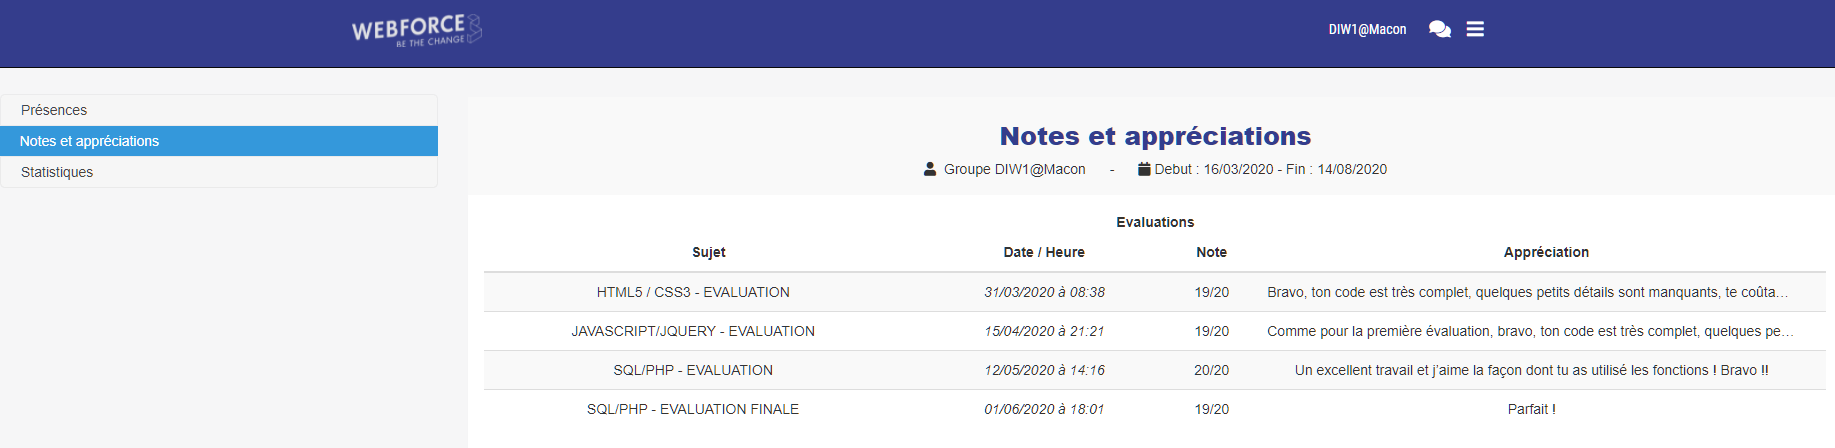 WEBFORCE3
BE THE CHANGE
DIW1@Macon
Présences
Notes et appréciations
Statistiques
Notes et appréciations
Groupe DIW1@Macon - Debut : 16/03/2020 - Fin : 14/08/2020
Evaluations
Sujet Date / Heure Note Appréciation
HTML5 / CSS3 - EVALUATION 31/03/2020 à 08:38 19/20 Bravo, ton code est très complet, quelques petits détails sont manquants, te coûta…
JAVASCRIPT/JQUERY - EVALUATION 15/04/2020 à 21:21 19/20 Comme pour la première évaluation, bravo, ton code est très complet, quelques pe…
SQL/PHP - EVALUATION 12/05/2020 à 14:16 20/20 Un excellent travail et j’aime la façon dont tu as utilisé les fonctions ! Bravo !!
SQL/PHP - EVALUATION FINALE 01/06/2020 à 18:01 19/20 Parfait !